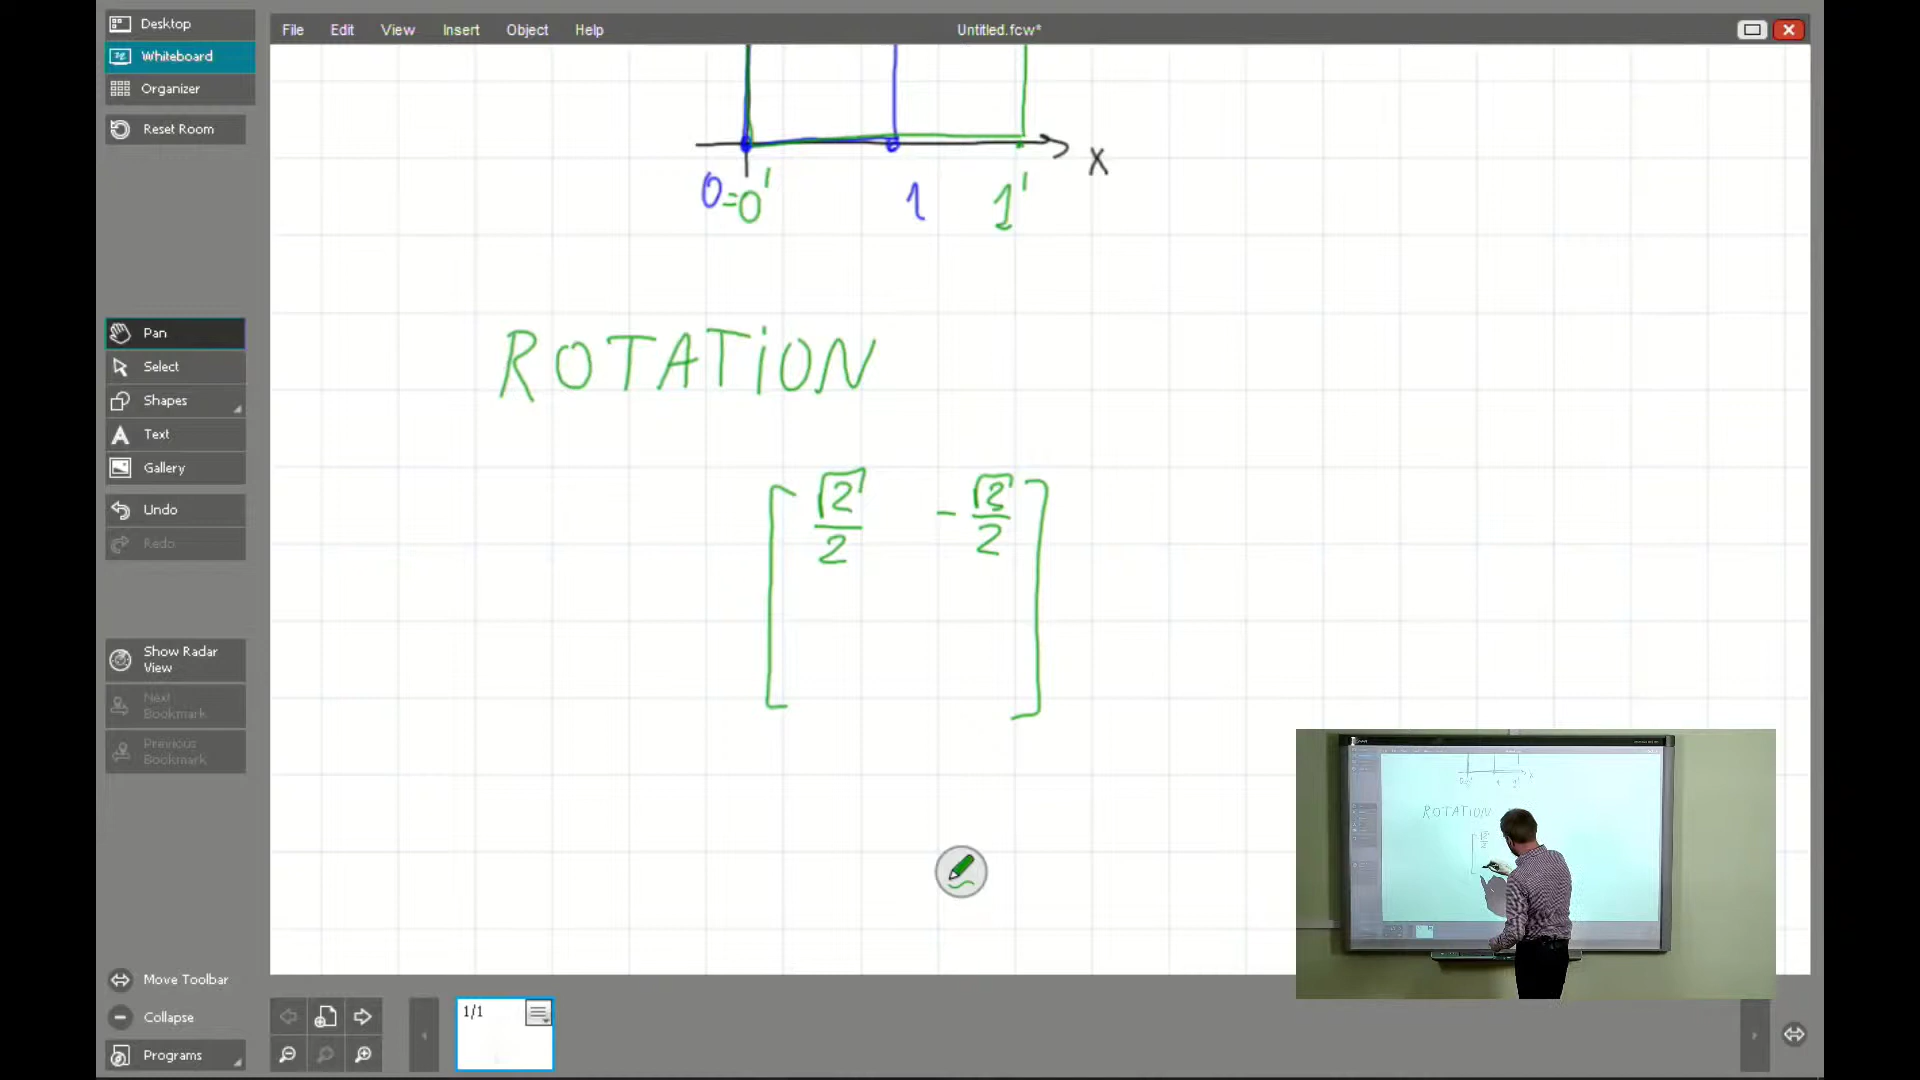 Desktop
Whiteboard
Organizer
Reset Room
File Edit View Insert Object Help
Untitled.fcw*
X
0=0' 1 1'
ROTATiON
√2/2 -√2/2
Pan
Select
Shapes
Text
Gallery
Undo
Redo
Show Radar
View
Next
Bookmark
Previous
Bookmark
Move Toolbar
Collapse
Programs
1/1
ROTATiON